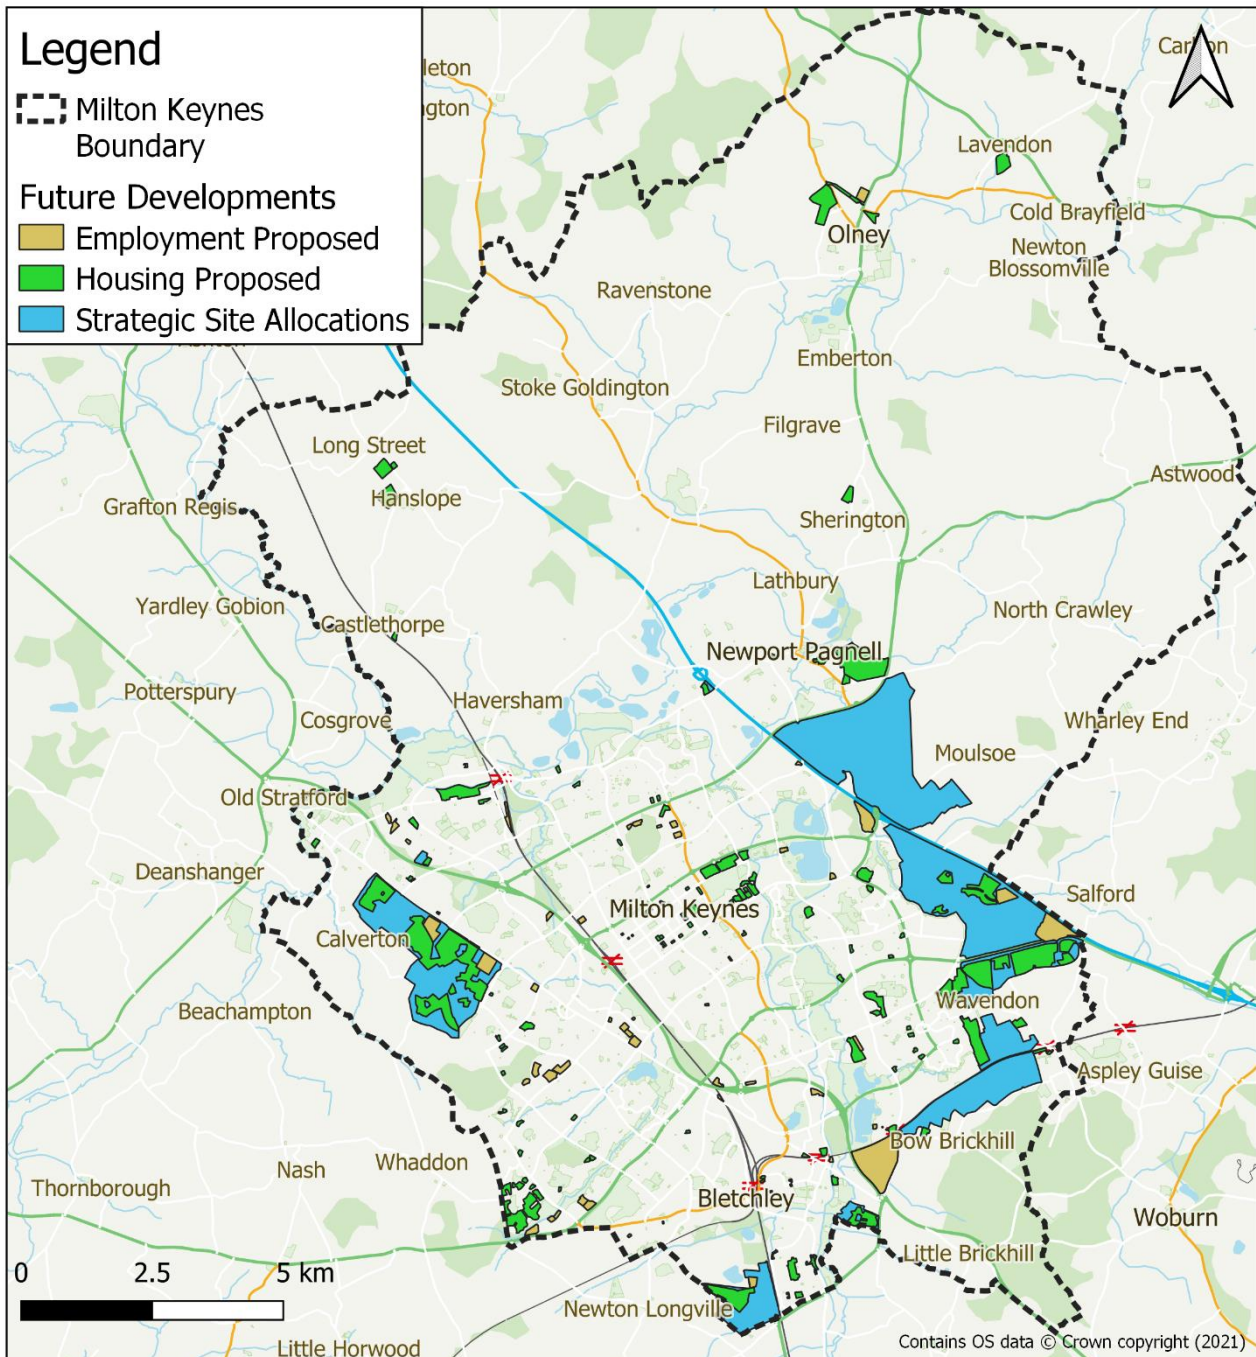 Legend
Milton Keynes
Boundary
Future Developments
Employment Proposed
Housing Proposed
Strategic Site Allocations
Lavendon
Cold Brayfield
Olney
Newton
Blossomville
Ravenstone
Emberton
Stoke Goldington
Filgrave
Long Street
Astwood
Hanslope
Grafton Regis
Sherington
Lathbury
Yardley Gobion
North Crawley
Castlethorpe
Newport Pagnell
Potterspury
Haversham
Cosgrove
Wharley End
Moulsoe
Old Stratford
Deanshanger
Salford
Milton Keynes
Calverton
Beachampton
Wavendon
Aspley Guise
Bow Brickhill
Nash
Whaddon
Thornborough
Bletchley
Woburn
Little Brickhill
0 2.5 5 km
Newton Longville
Little Horwood
Contains OS data © Crown copyright (2021)